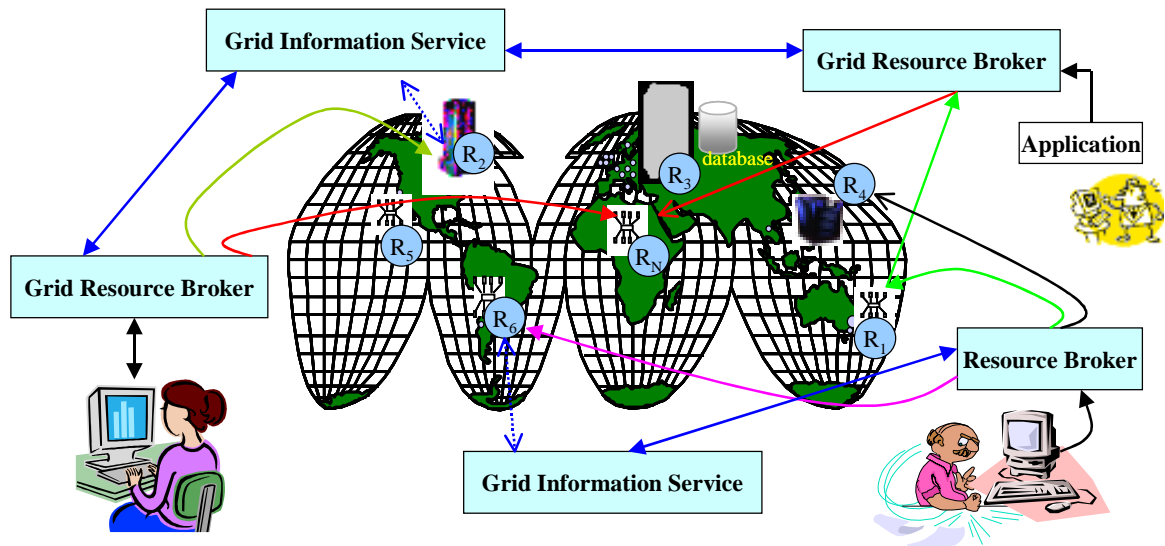 Grid Information Service
Grid Resource Broker
Application
database
R2
R3
R4
R5
RN
Grid Resource Broker
R6
R1
Resource Broker
Grid Information Service